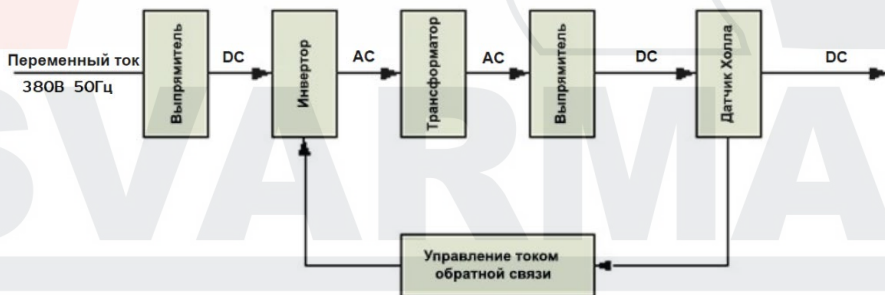 Переменный ток
380В 50Гц
Выпрямитель
DC
Инвертор
AC
Трансформатор
AC
Выпрямитель
DC
Датчик Холла
DC
Управление током
обратной связи
SVARMA